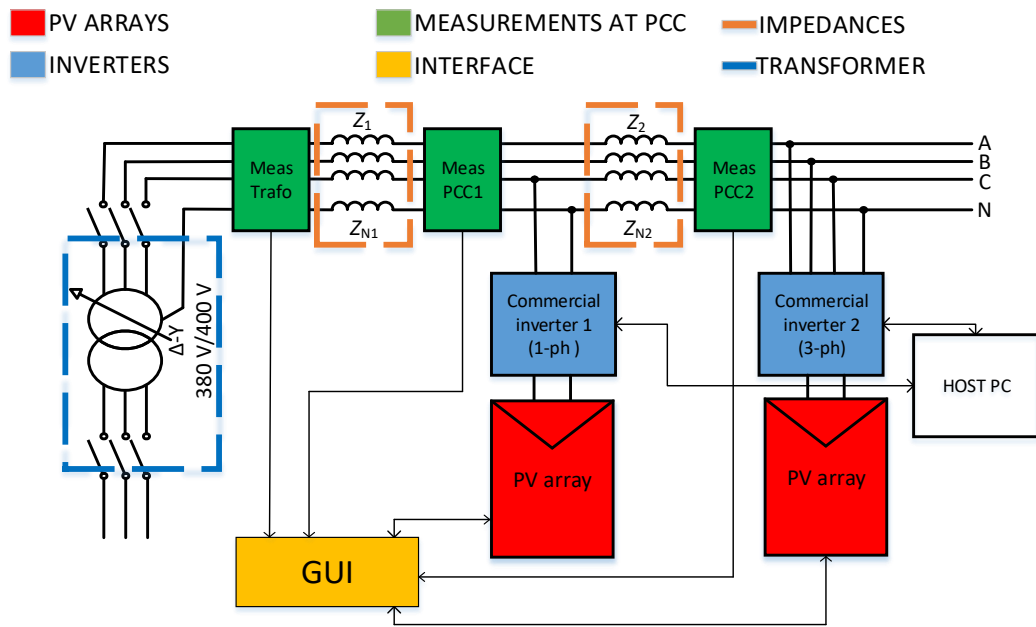 PV ARRAYS
MEASUREMENTS AT PCC
IMPEDANCES
INVERTERS
INTERFACE
TRANSFORMER
Z1
Z2
Meas
Trafo
Meas
PCC1
Meas
PCC2
A
B
C
N
ZN1
ZN2
Δ-Y
380 V/400 V
Commercial
inverter 1
(1-ph )
Commercial
inverter 2
(3-ph)
HOST PC
PV array
PV array
GUI